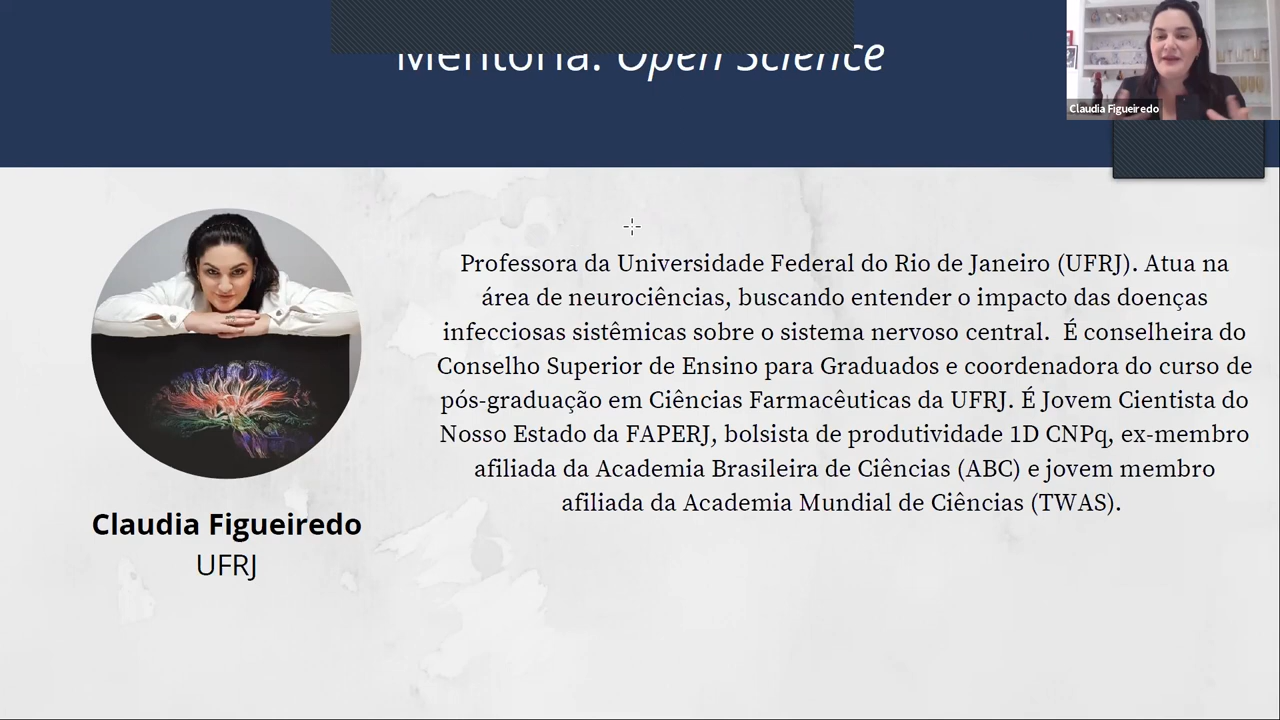 Mentoria: Open Science
Claudia Figueiredo
Professora da Universidade Federal do Rio de Janeiro (UFRJ). Atua na
área de neurociências, buscando entender o impacto das doenças
infecciosas sistêmicas sobre o sistema nervoso central.  É conselheira do
Conselho Superior de Ensino para Graduados e coordenadora do curso de
pós-graduação em Ciências Farmacêuticas da UFRJ. É Jovem Cientista do
Nosso Estado da FAPERJ, bolsista de produtividade 1D CNPq, ex-membro
afiliada da Academia Brasileira de Ciências (ABC) e jovem membro
afiliada da Academia Mundial de Ciências (TWAS).
Claudia Figueiredo
UFRJ